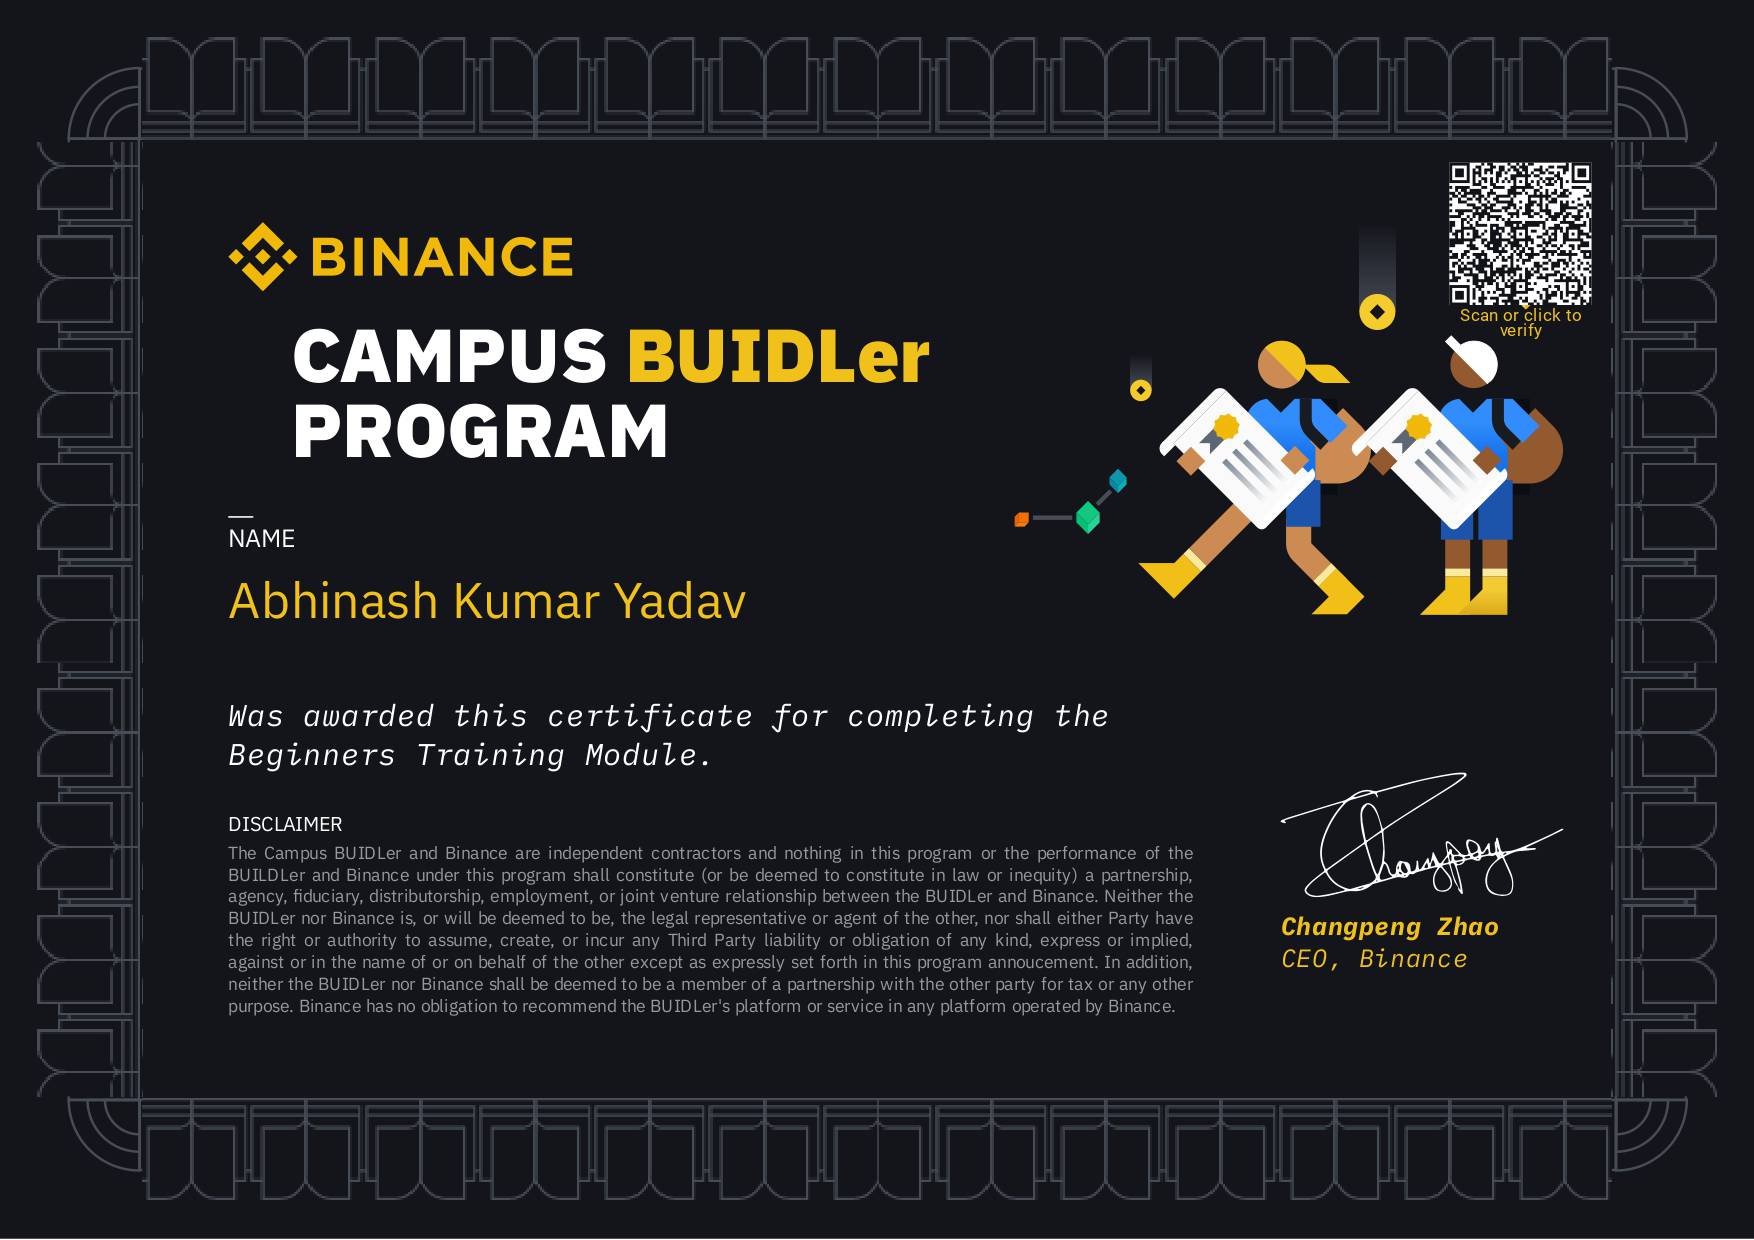 BINANCE
Scan or click to
verify
CAMPUS BUIDLer
PROGRAM
NAME
Abhinash Kumar Yadav
Was awarded this certificate for completing the
Beginners Training Module.
DISCLAIMER
The Campus BUIDLer and Binance are independent contractors and nothing in this program or the performance of the
BUILDLer and Binance under this program shall constitute (or be deemed to constitute in law or inequity) a partnership,
agency, fiduciary, distributorship, employment, or joint venture relationship between the BUIDLer and Binance. Neither the
BUIDLer nor Binance is, or will be deemed to be, the legal representative or agent of the other, nor shall either Party have
the right or authority to assume, create, or incur any Third Party liability or obligation of any kind, express or implied,
against or in the name of or on behalf of the other except as expressly set forth in this program annoucement. In addition,
neither the BUIDLer nor Binance shall be deemed to be a member of a partnership with the other party for tax or any other
purpose. Binance has no obligation to recommend the BUIDLer's platform or service in any platform operated by Binance.
Changpeng
Changpeng Zhao
CEO, Binance